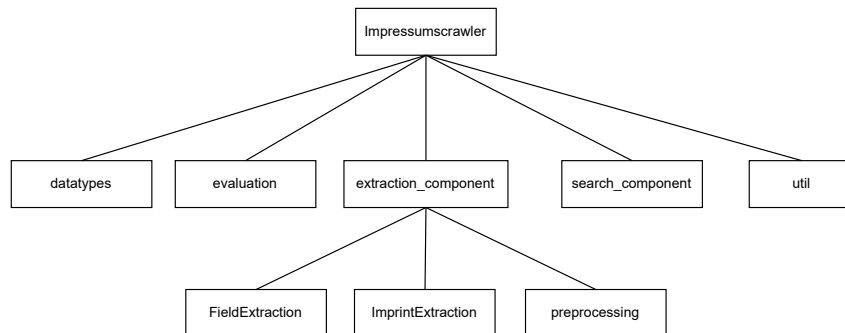 Impressumscrawler
datatypes
evaluation
extraction_component
search_component
util
FieldExtraction
ImprintExtraction
preprocessing